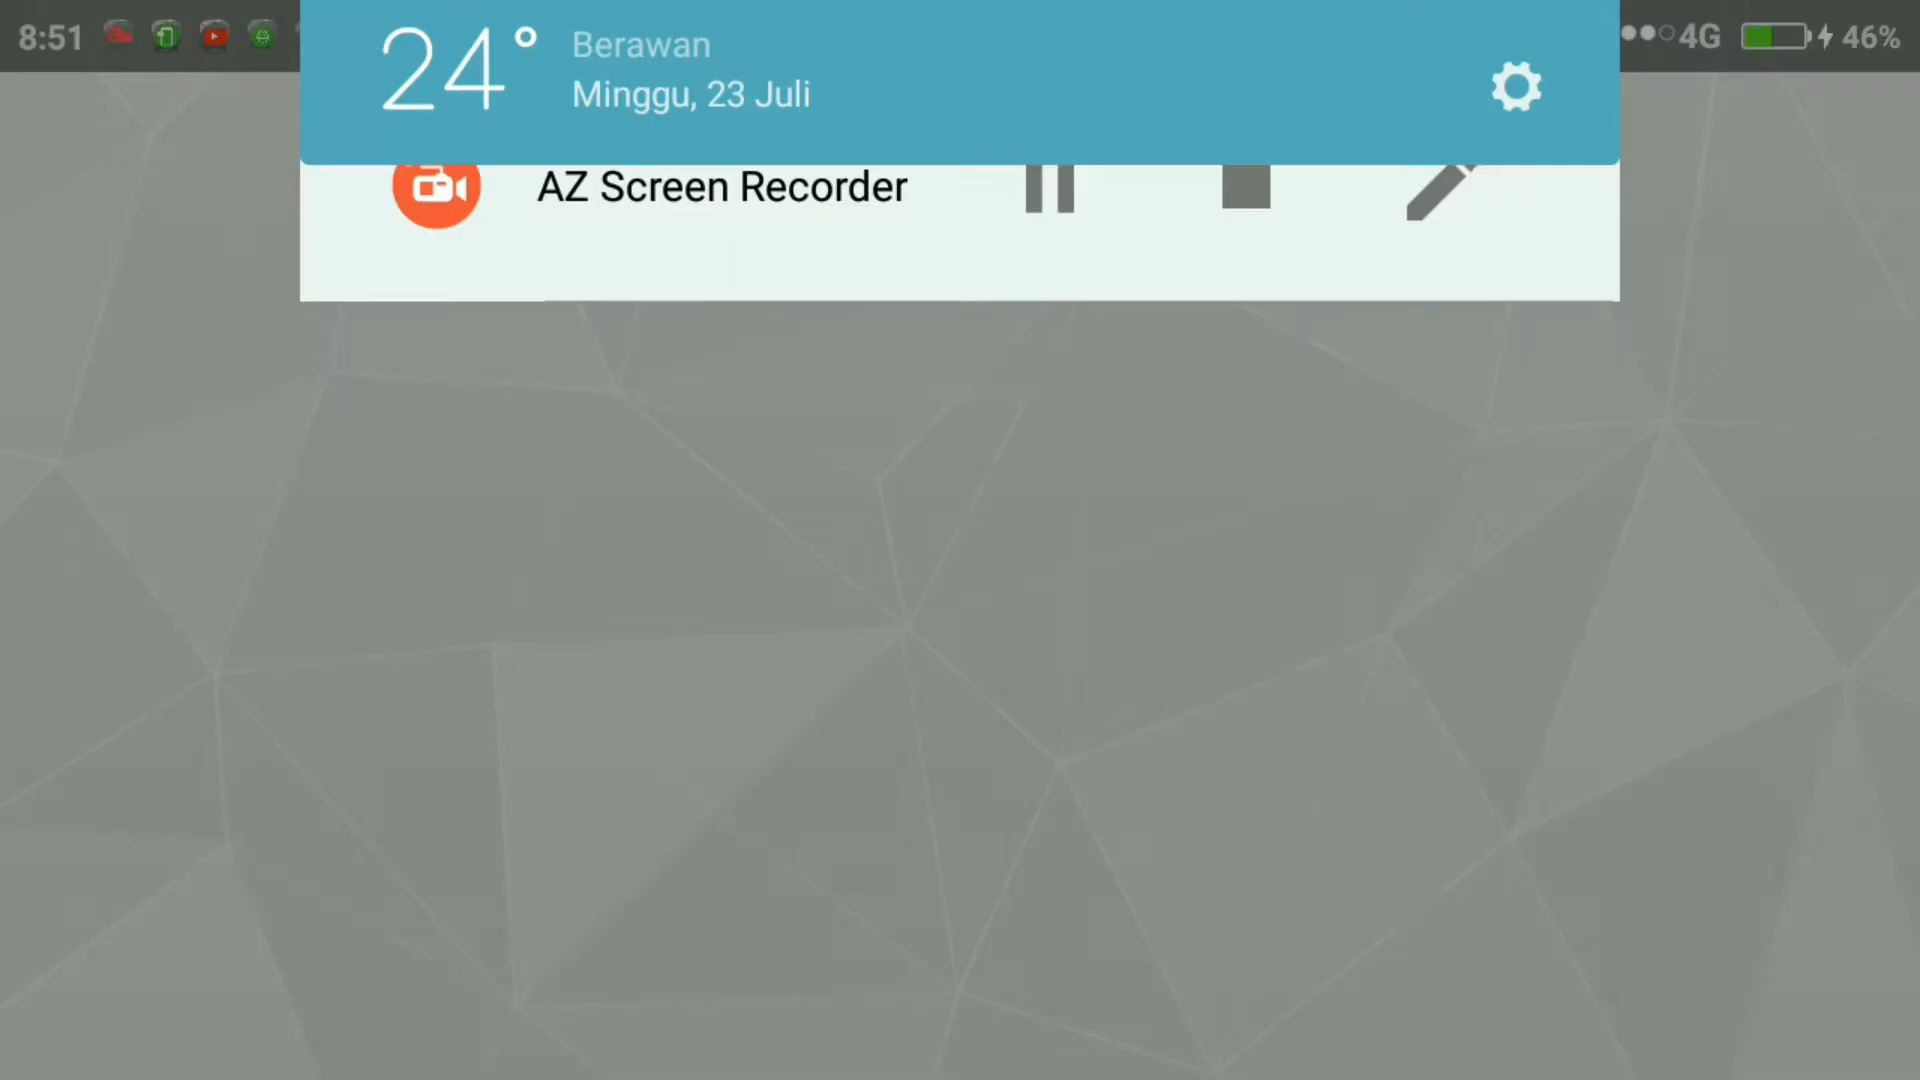 8:51
24° Berawan
Minggu, 23 Juli
4G 46%
AZ Screen Recorder